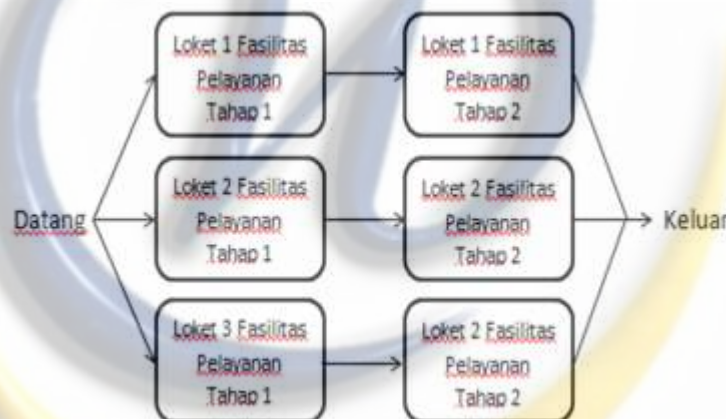 Loket 1 Fasilitas
Pelayanan
Tahap 1
Loket 1 Fasilitas
Pelayanan
Tahap 2
Datang
Loket 2 Fasilitas
Pelayanan
Tahap 1
Loket 2 Fasilitas
Pelayanan
Tahap 2
Keluar
Loket 3 Fasilitas
Pelayanan
Tahap 1
Loket 2 Fasilitas
Pelayanan
Tahap 2